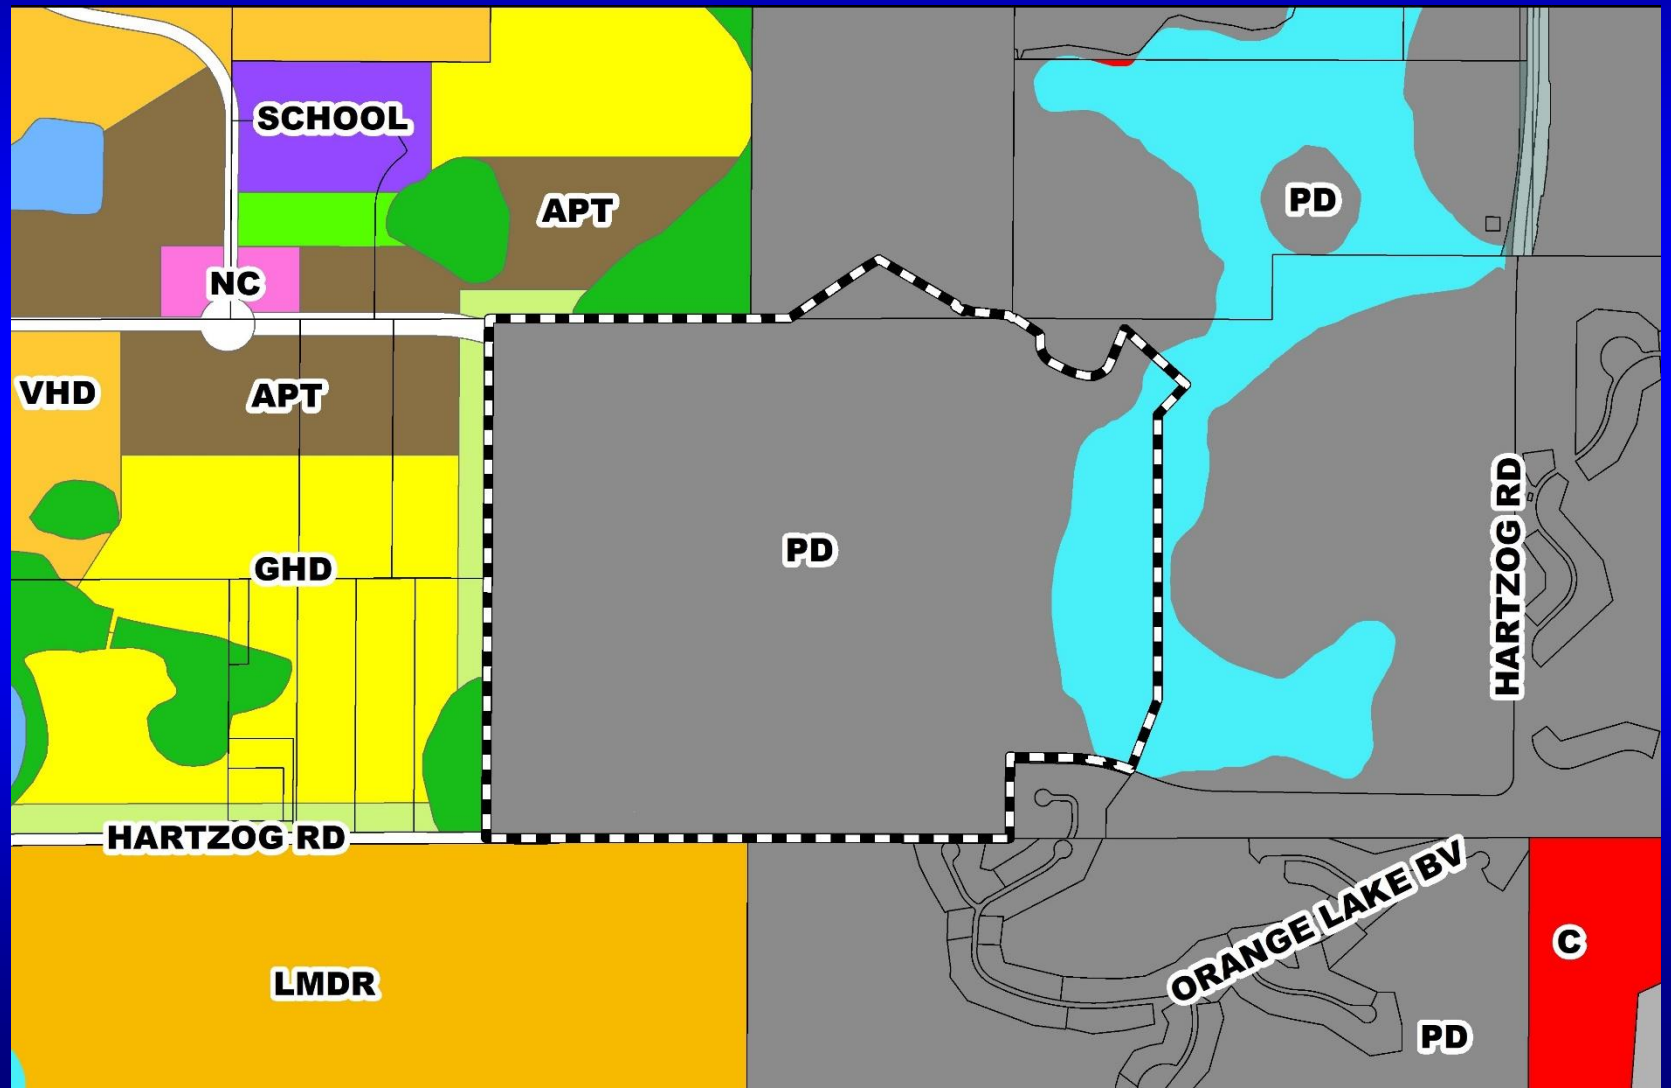 SCHOOL
PD
APT
NC
VHD
APT
PD
GHD
HARTZOG RD
HARTZOG RD
ORANGE LAKE BV
C
LMDR
PD